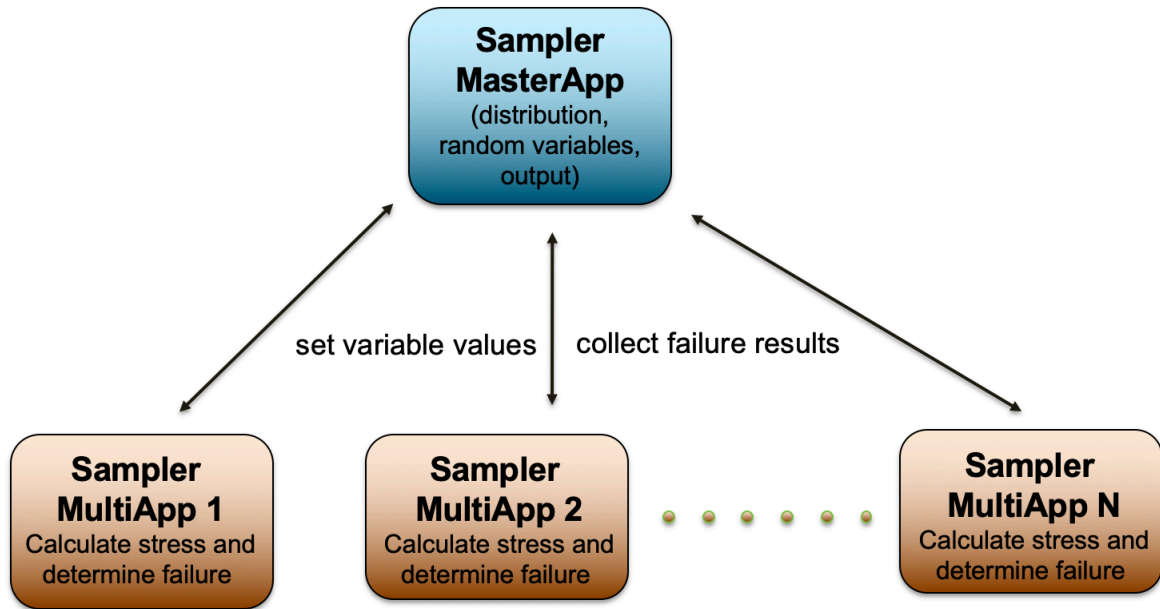 Sampler
MasterApp
(distribution,
random variables,
output)
set variable values
collect failure results
Sampler
MultiApp 1
Calculate stress and
determine failure
Sampler
MultiApp 2
Calculate stress and
determine failure
Sampler
MultiApp N
Calculate stress and
determine failure